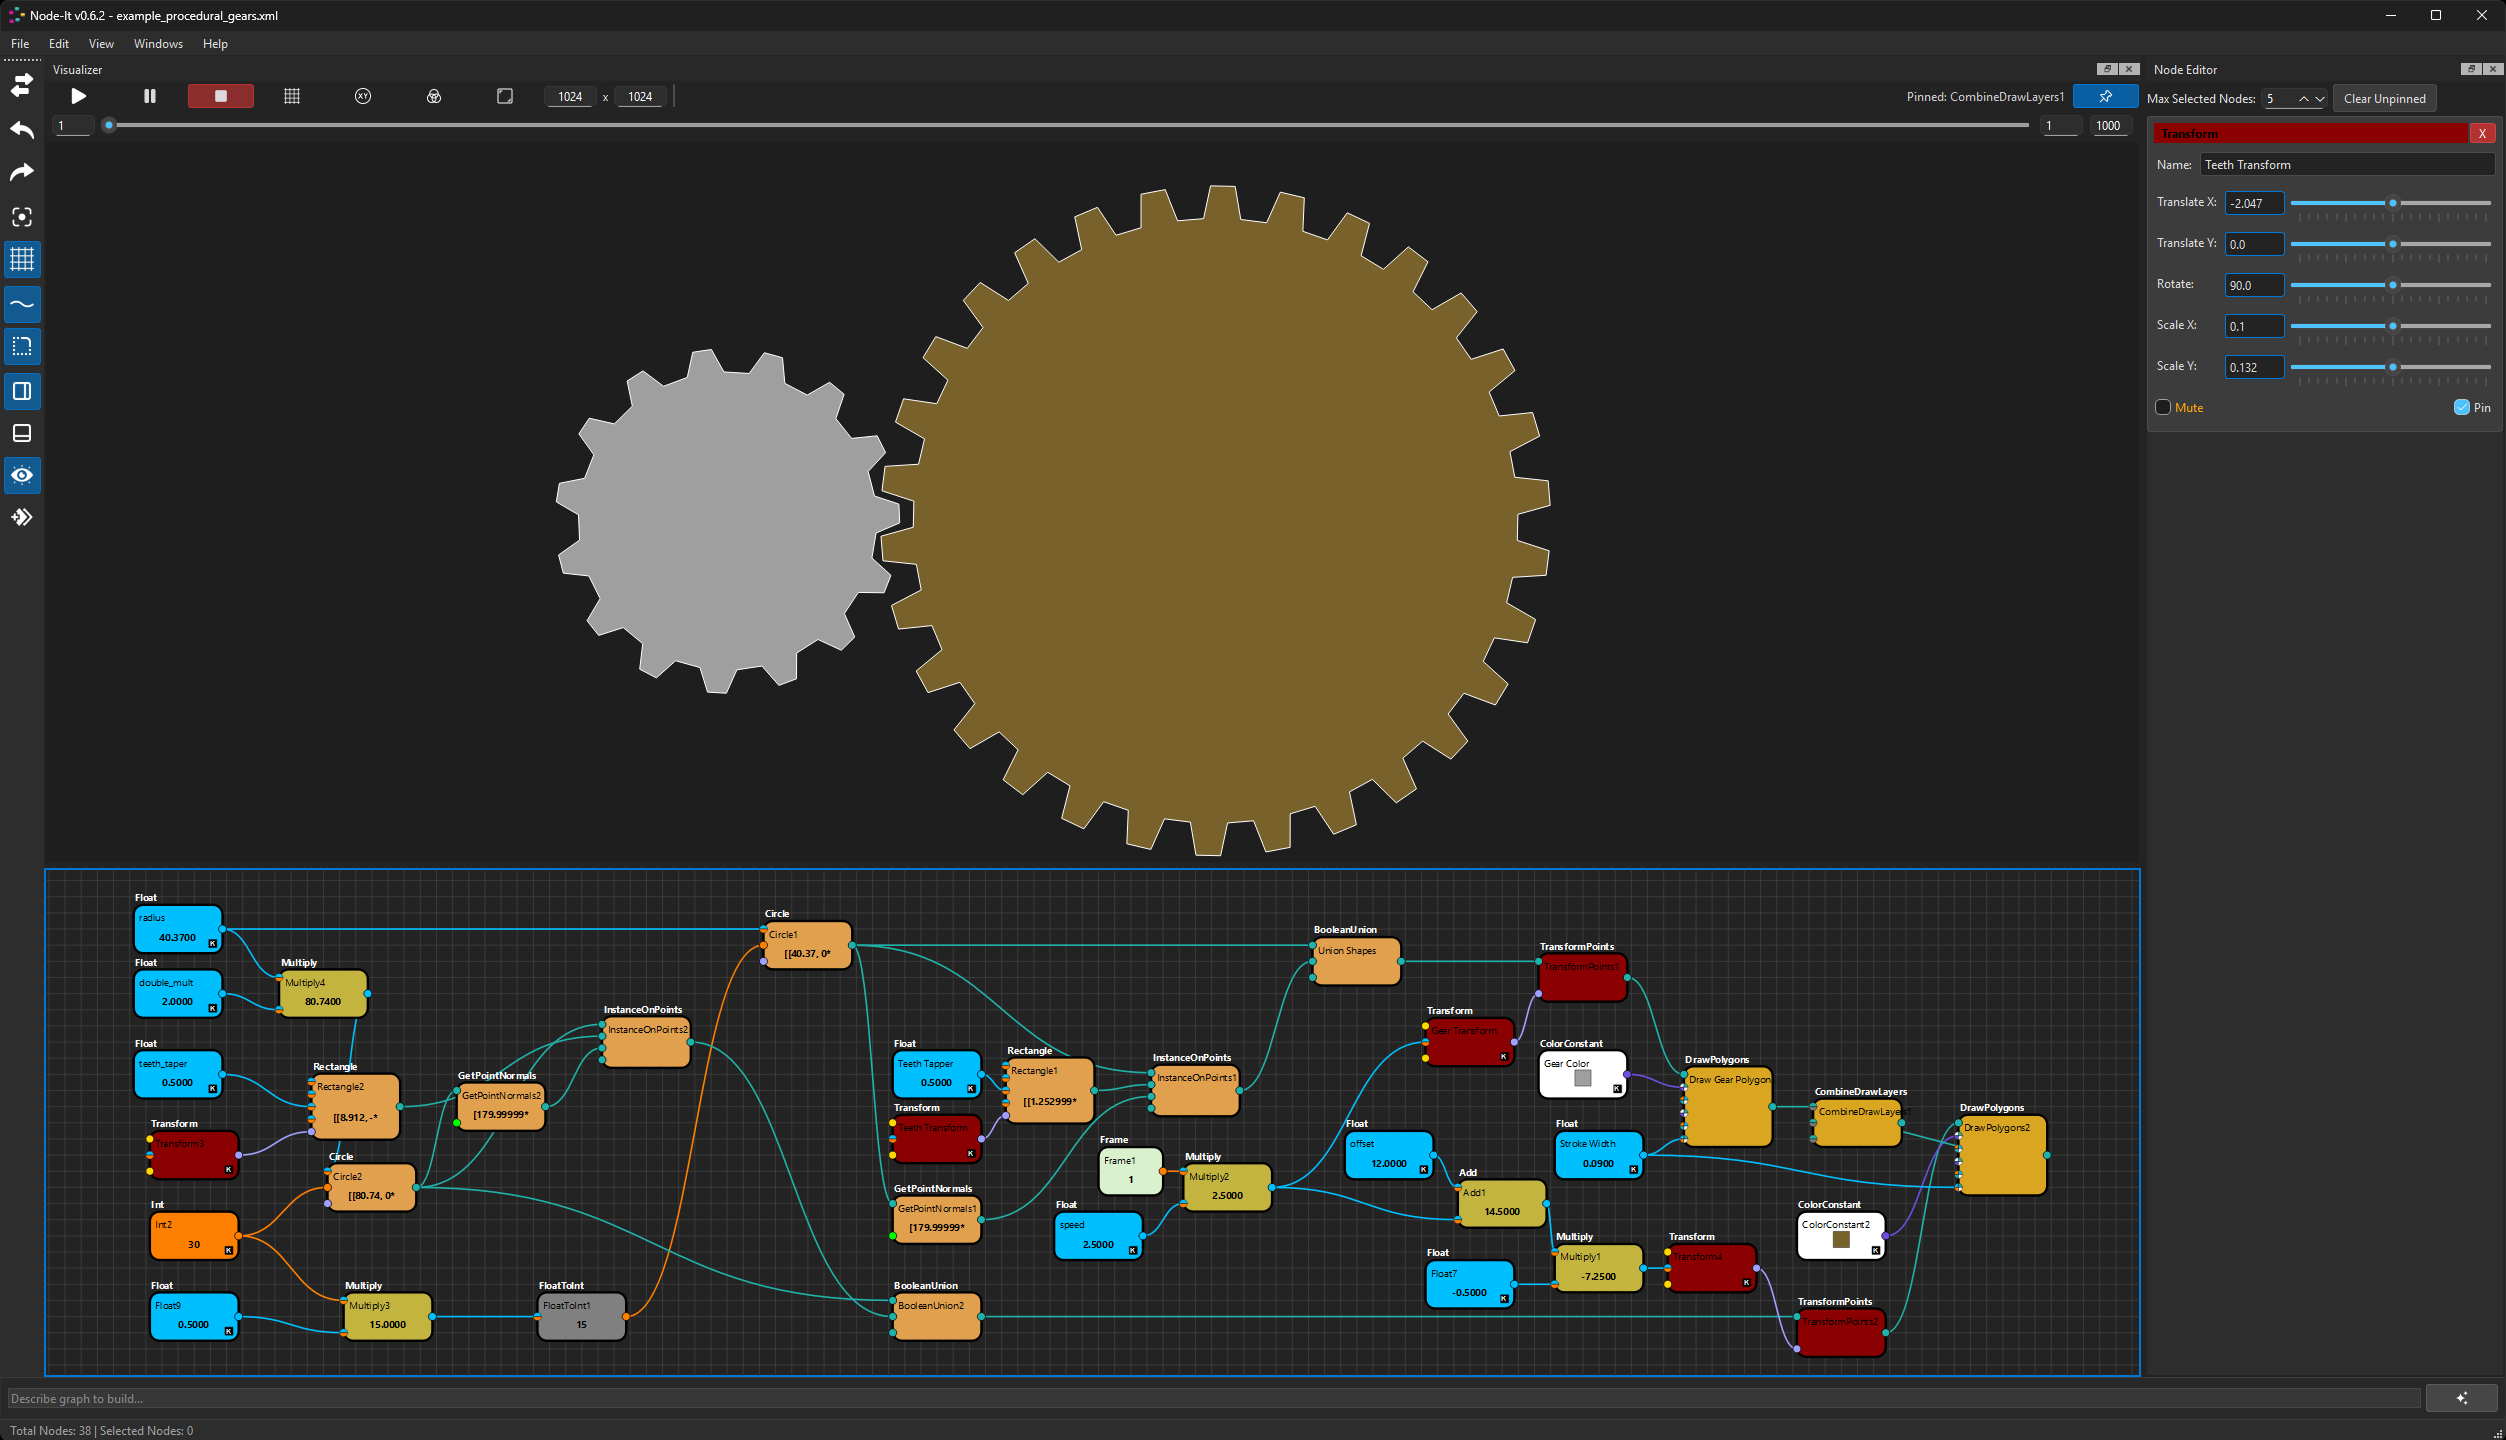 Node-It v0.6.2 - example_procedural_gears.xml
File Edit View Windows Help
Visualizer
XY
1024 x 1024
Pinned: CombineDrawLayers1
1
1
1000
Node Editor
Max Selected Nodes: 5
Clear Unpinned
Transform
X
Name: Teeth Transform
Translate X: -2.047
Translate Y: 0.0
Rotate: 90.0
Scale X: 0.1
Scale Y: 0.132
Mute
Pin
Float
radius
40.3700
K
Float
double_mult
2.0000
K
Multiply
Multiply4
80.7400
Float
teeth_taper
0.5000
K
Rectangle
Rectangle2
[[8.912, -*
Transform
Transform3
K
Circle
Circle2
[[80.74, 0*
Int
Int2
30
K
Float
Float9
0.5000
K
Multiply
Multiply3
15.0000
FloatToInt
FloatToInt1
15
GetPointNormals
GetPointNormals2
[179.99999*
InstanceOnPoints
InstanceOnPoints2
Circle
Circle1
[[40.37, 0*
Float
Teeth Tapper
0.5000
K
Transform
Teeth Transform
K
Rectangle
Rectangle1
[[1.252999*
GetPointNormals
GetPointNormals1
[179.99999*
BooleanUnion
BooleanUnion2
InstanceOnPoints
InstanceOnPoints1
Frame
Frame1
1
Float
speed
2.5000
K
Multiply
Multiply2
2.5000
BooleanUnion
Union Shapes
Float
offset
12.0000
K
Transform
Gear Transform
K
Add
Add1
14.5000
Float
Float7
-0.5000
K
TransformPoints
TransformPoints1
ColorConstant
Gear Color
K
Float
Stroke Width
0.0900
K
Multiply
Multiply1
-7.2500
Transform
Transform4
K
DrawPolygons
Draw Gear Polygon
CombineDrawLayers
CombineDrawLayers1
ColorConstant
ColorConstant2
K
TransformPoints
TransformPoints2
DrawPolygons
DrawPolygons2
Describe graph to build...
Total Nodes: 38 | Selected Nodes: 0